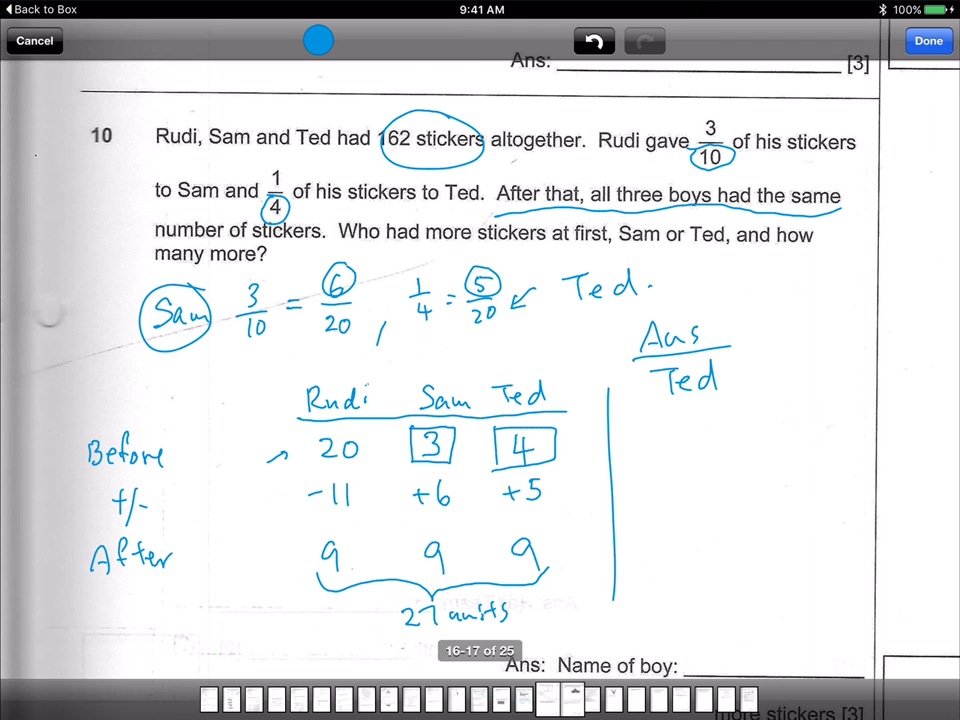 Back to Box 9:41 AM 100%
Cancel Done
Ans: [3]
10 Rudi, Sam and Ted had 162 stickers altogether. Rudi gave 3/10 of his stickers
to Sam and 1/4 of his stickers to Ted. After that, all three boys had the same
number of stickers. Who had more stickers at first, Sam or Ted, and how
many more?
Sam 3/10 = 6/20 , 1/4 = 5/20 ↙ Ted.
Ans
Ted
Rudi Sam Ted
Before → 20 3 4
+/- -11 +6 +5
After 9 9 9
27 units
16-17 of 25
Ans: Name of boy:
more stickers [3]